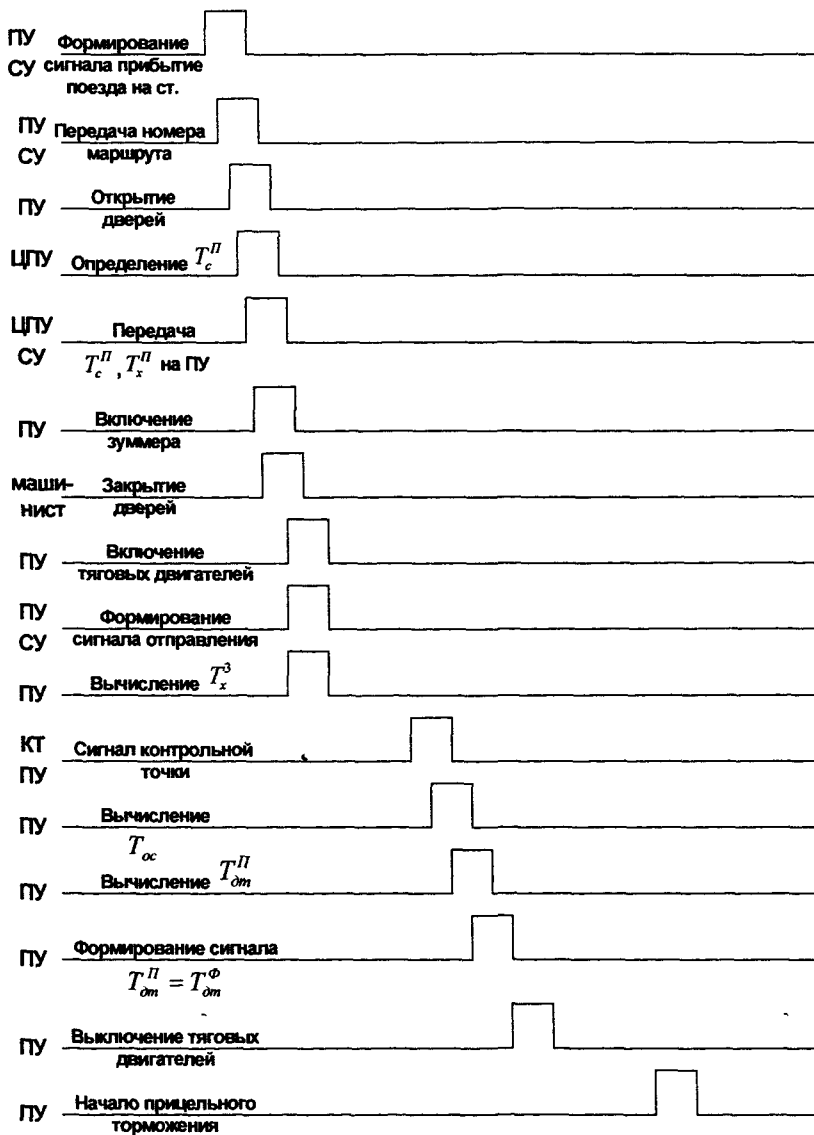 ПУ Формирование
СУ сигнала прибытие
поезда на ст.
ПУ Передача номера
СУ маршрута
ПУ Открытие
дверей
ЦПУ Определение T_c^П
ЦПУ Передача
СУ T_c^П, T_x^П на ПУ
ПУ Включение
зуммера
маши- Закрытие
нист дверей
ПУ Включение
тяговых двигателей
ПУ Формирование
СУ сигнала отправления
ПУ Вычисление T_x^З
КТ Сигнал контрольной
ПУ точки
ПУ Вычисление
T_ос
ПУ Вычисление T_дт^П
ПУ Формирование сигнала
T_дт^П = T_дт^Ф
ПУ Выключение тяговых
двигателей
ПУ Начало прицельного
торможения